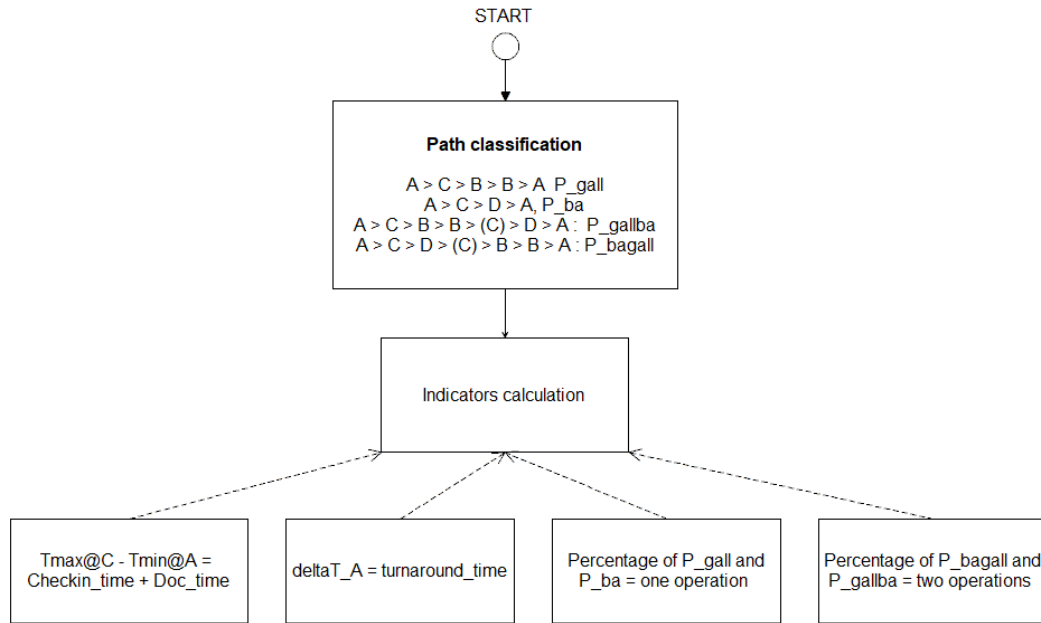 START
Path classification
A > C > B > B > A  P_gall
A > C > D > A, P_ba
A > C > B > B > (C) > D > A :  P_gallba
A > C > D > (C) > B > B > A : P_bagall
Indicators calculation
Tmax@C - Tmin@A =
Checkin_time + Doc_time
deltaT_A = turnaround_time
Percentage of P_gall and
P_ba = one operation
Percentage of P_bagall and
P_gallba = two operations